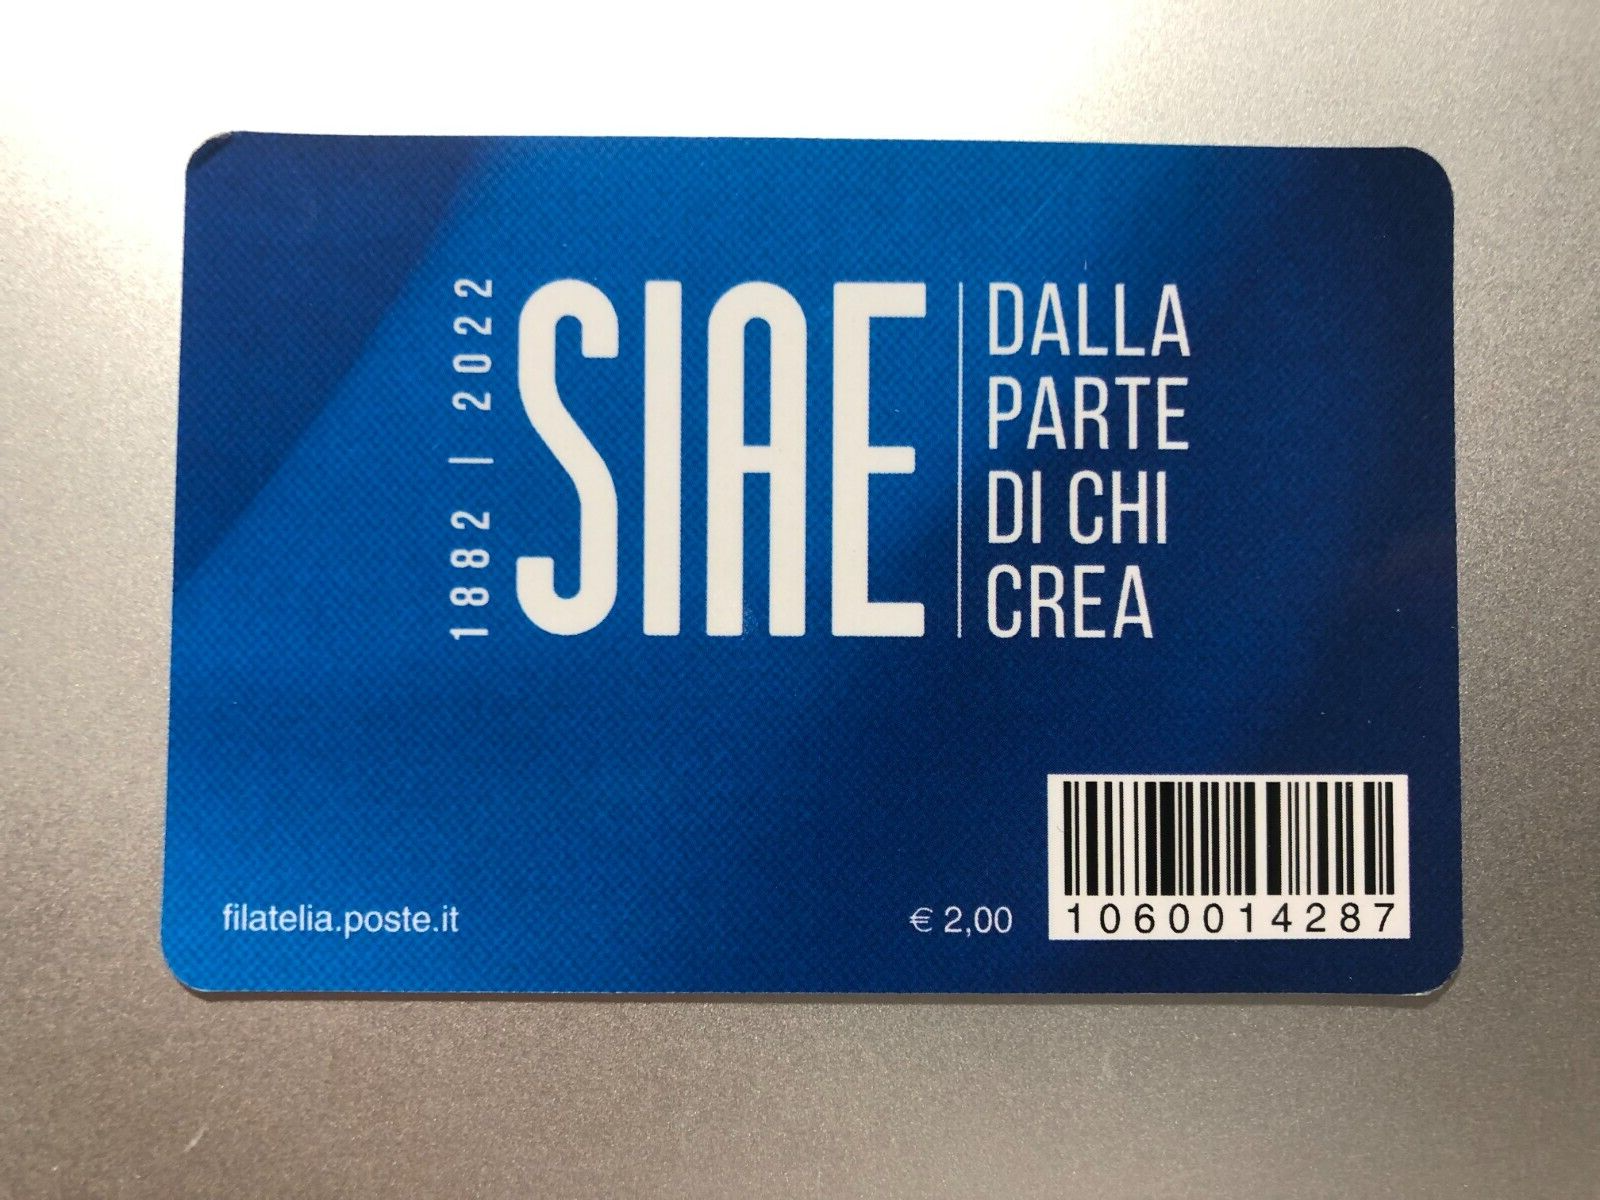 1882 | 2022
SIAE
DALLA
PARTE
DI CHI
CREA
filatelia.poste.it
€ 2,00
1060014287